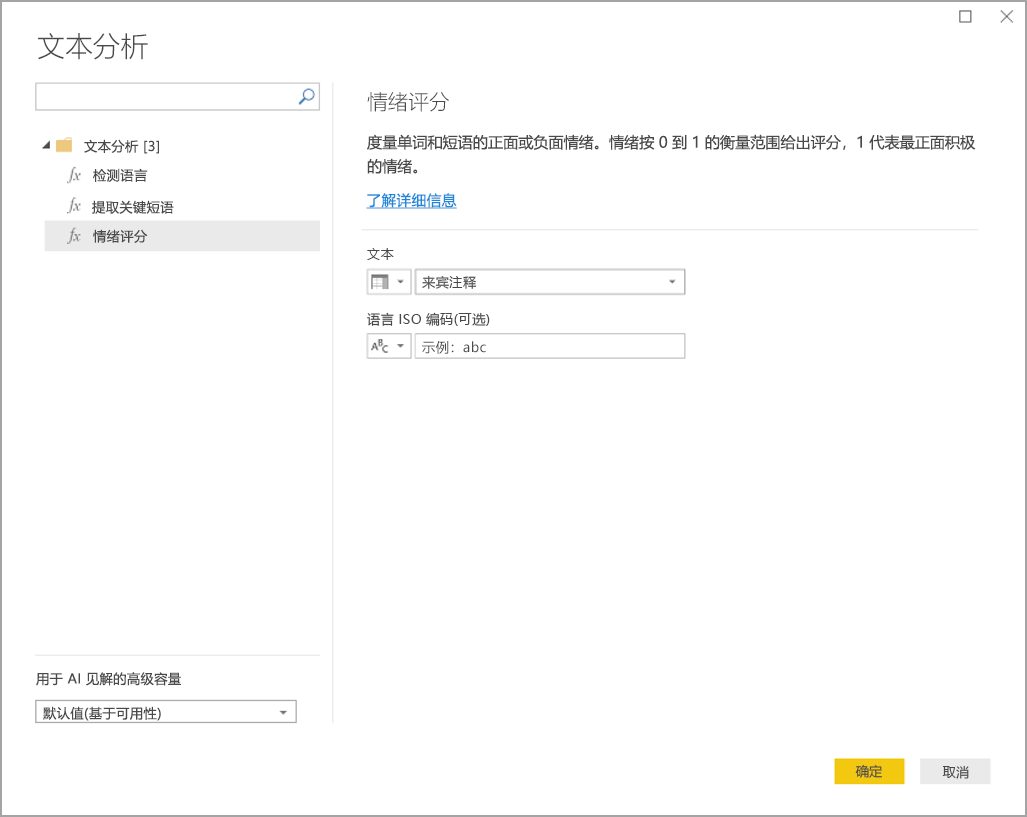 文本分析
文本分析 [3]
fx 检测语言
fx 提取关键短语
fx 情绪评分
用于 AI 见解的高级容量
默认值(基于可用性)
情绪评分
度量单词和短语的正面或负面情绪。情绪按 0 到 1 的衡量范围给出评分，1 代表最正面积极
的情绪。
了解详细信息
文本
来宾注释
语言 ISO 编码(可选)
ABC 示例：abc
确定 取消